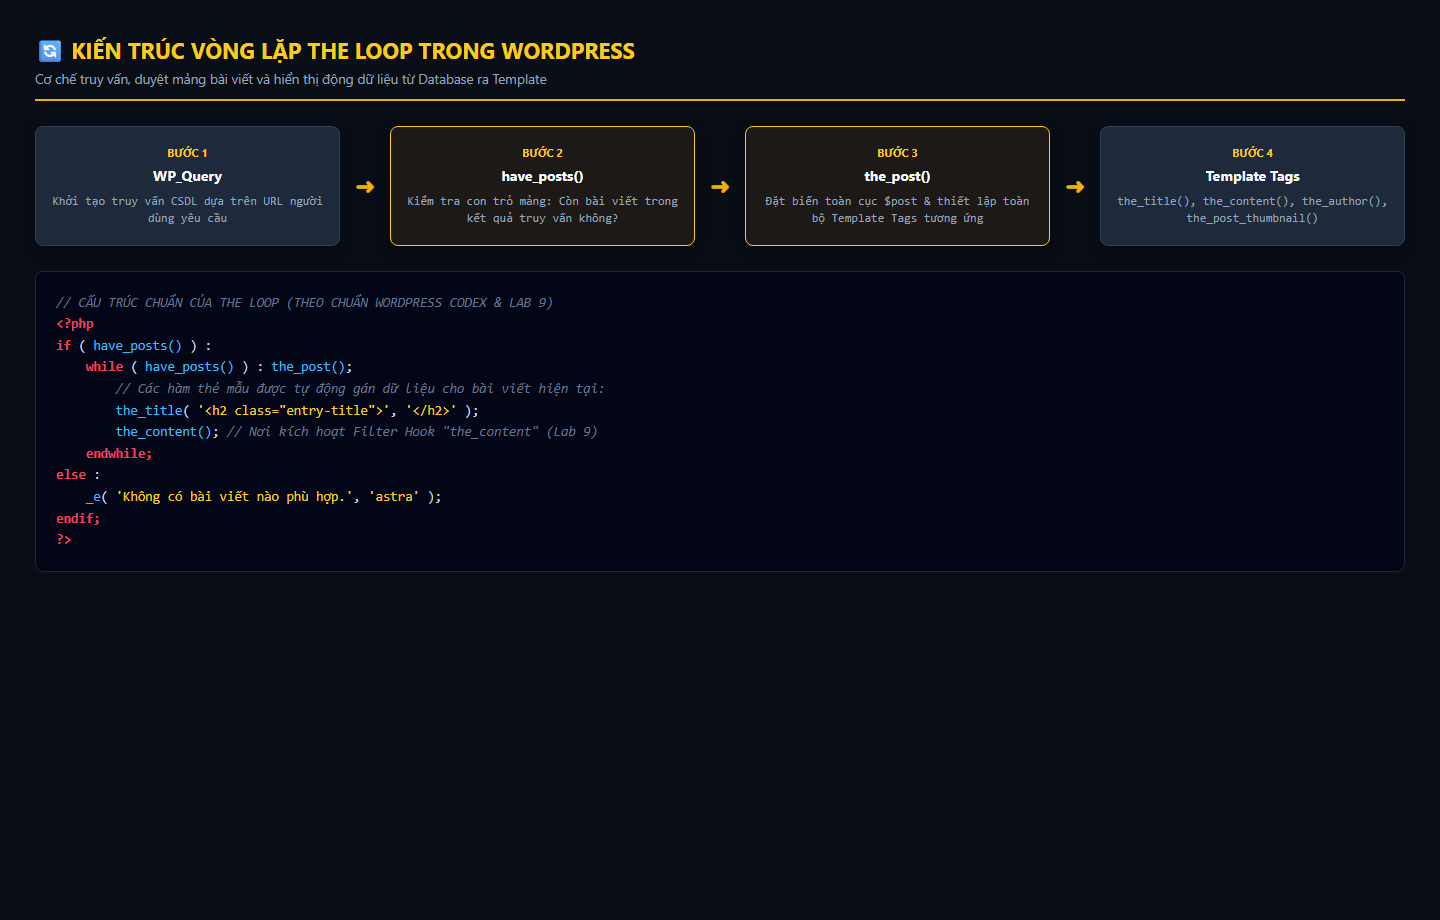 🔄 KIẾN TRÚC VÒNG LẶP THE LOOP TRONG WORDPRESS
Cơ chế truy vấn, duyệt mảng bài viết và hiển thị động dữ liệu từ Database ra Template
BƯỚC 1
WP_Query
Khởi tạo truy vấn CSDL dựa trên URL người
dùng yêu cầu
➜
BƯỚC 2
have_posts()
Kiểm tra con trỏ mảng: Còn bài viết trong
kết quả truy vấn không?
➜
BƯỚC 3
the_post()
Đặt biến toàn cục $post & thiết lập toàn
bộ Template Tags tương ứng
➜
BƯỚC 4
Template Tags
the_title(), the_content(), the_author(),
the_post_thumbnail()
// CẤU TRÚC CHUẨN CỦA THE LOOP (THEO CHUẨN WORDPRESS CODEX & LAB 9)
<?php
if ( have_posts() ) :
    while ( have_posts() ) : the_post();
        // Các hàm thẻ mẫu được tự động gán dữ liệu cho bài viết hiện tại:
        the_title( '<h2 class="entry-title">', '</h2>' );
        the_content(); // Nơi kích hoạt Filter Hook "the_content" (Lab 9)
    endwhile;
else :
    _e( 'Không có bài viết nào phù hợp.', 'astra' );
endif;
?>